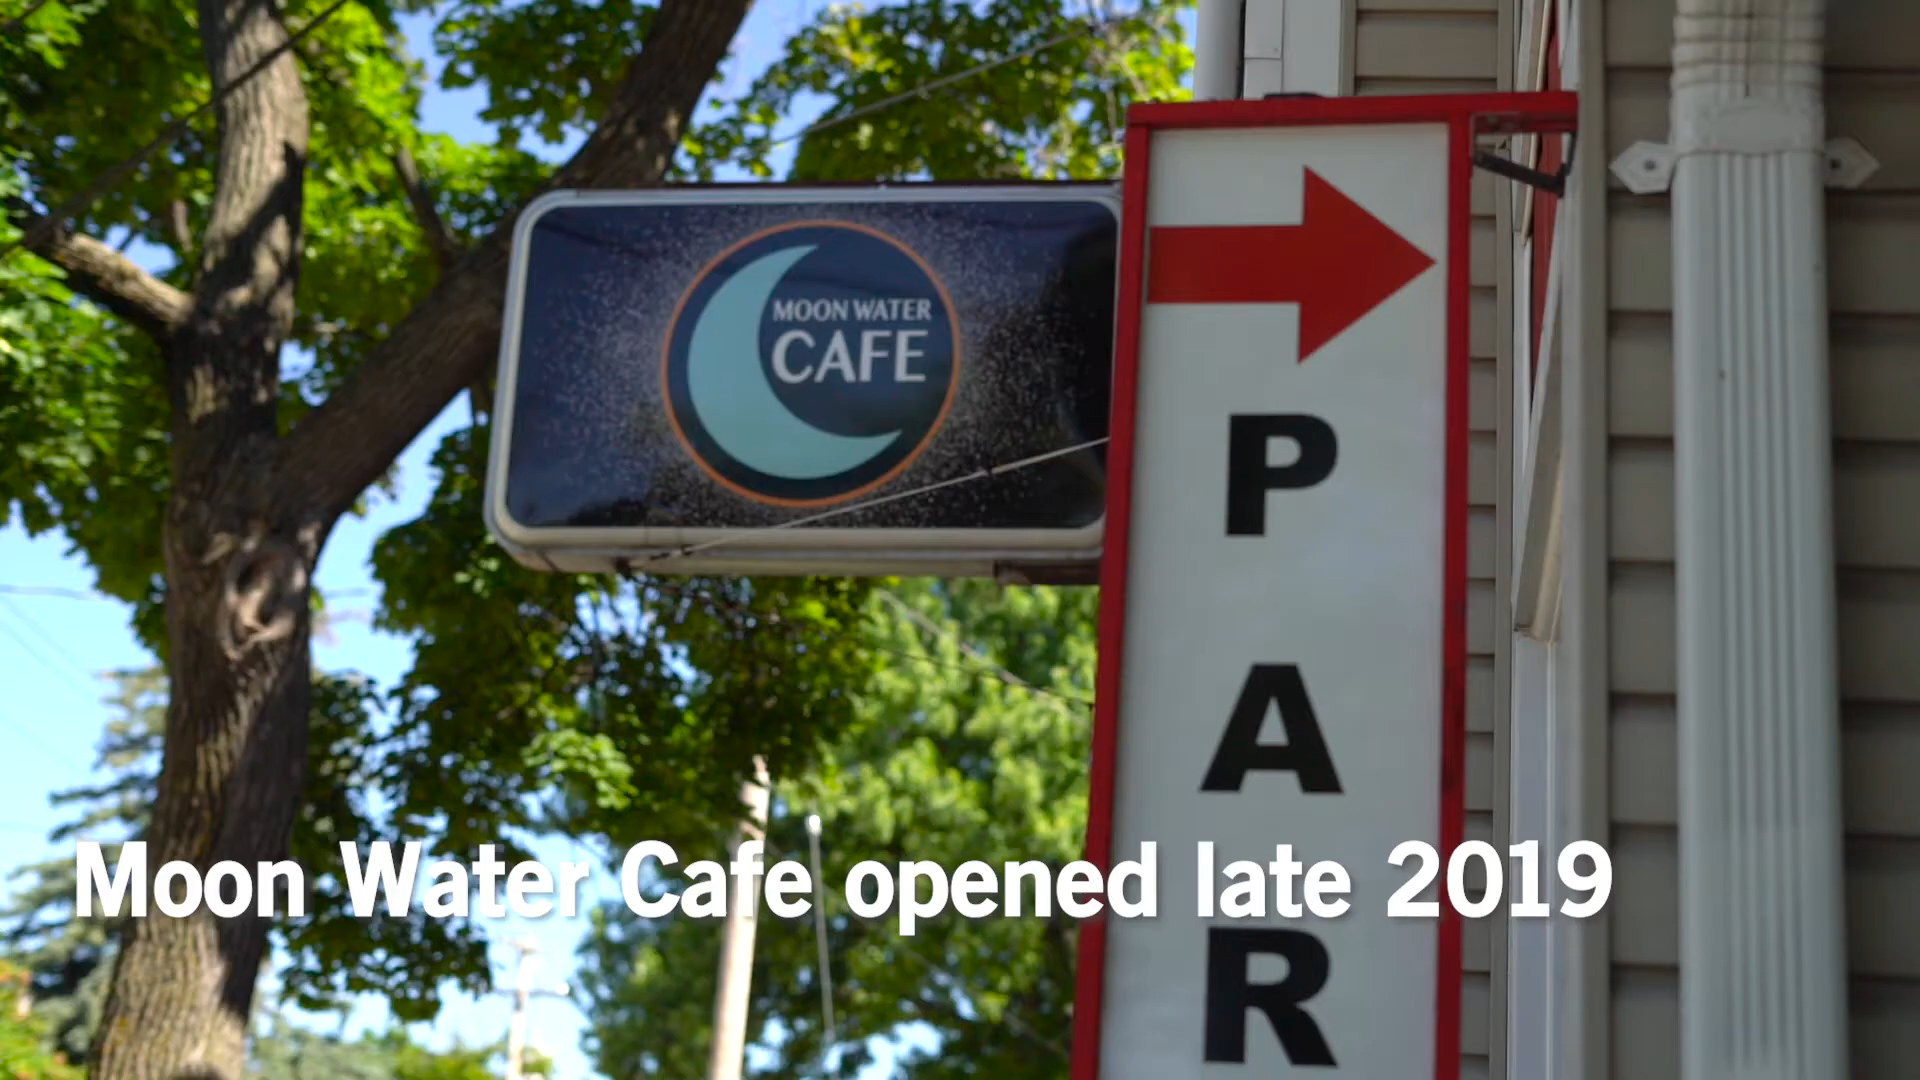 MOON WATER
CAFE
P
A
R
Moon Water Cafe opened late 2019